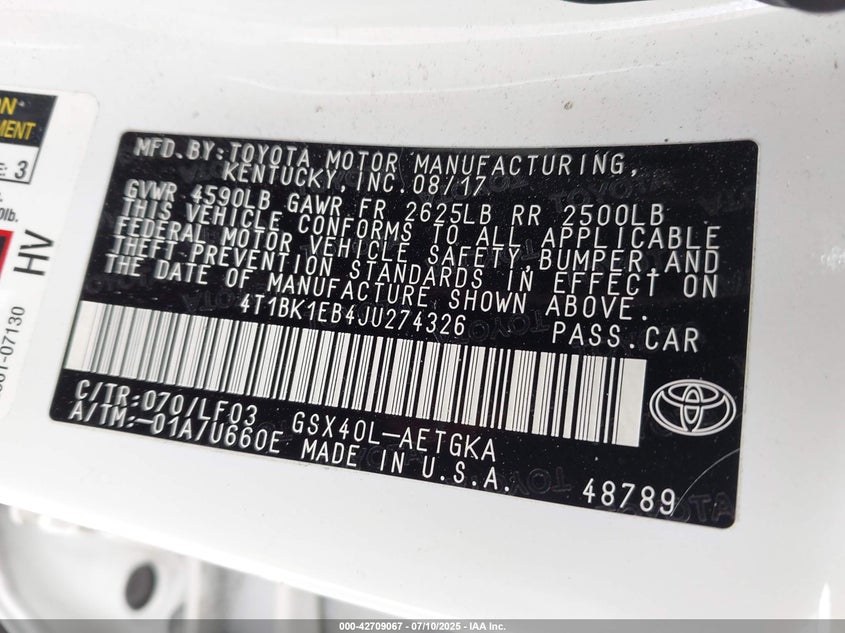 MFD.BY:TOYOTA MOTOR MANUFACTURING,
KENTUCKY,INC.08/17
GVWR 4590LB GAWR FR 2625LB RR 2500LB
THIS VEHICLE CONFORMS TO ALL APPLICABLE
FEDERAL MOTOR VEHICLE SAFETY,BUMPER,AND
THEFT PREVENTION STANDARDS IN EFFECT ON
THE DATE OF MANUFACTURE SHOWN ABOVE.
4T1BK1EB4JU274326 PASS.CAR
C/TR:070/LF03 GSX40L-AETGKA
A/TM:-01A/U660E MADE IN U.S.A.
48789
3
lb.
HV
07130
000-42709067 - 07/10/2025 - IAA Inc.